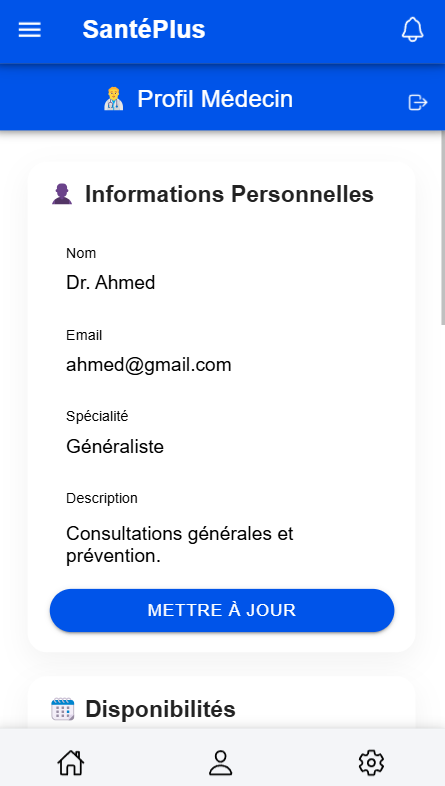 SantéPlus
Profil Médecin
Informations Personnelles
Nom
Dr. Ahmed
Email
ahmed@gmail.com
Spécialité
Généraliste
Description
Consultations générales et
prévention.
METTRE À JOUR
Disponibilités